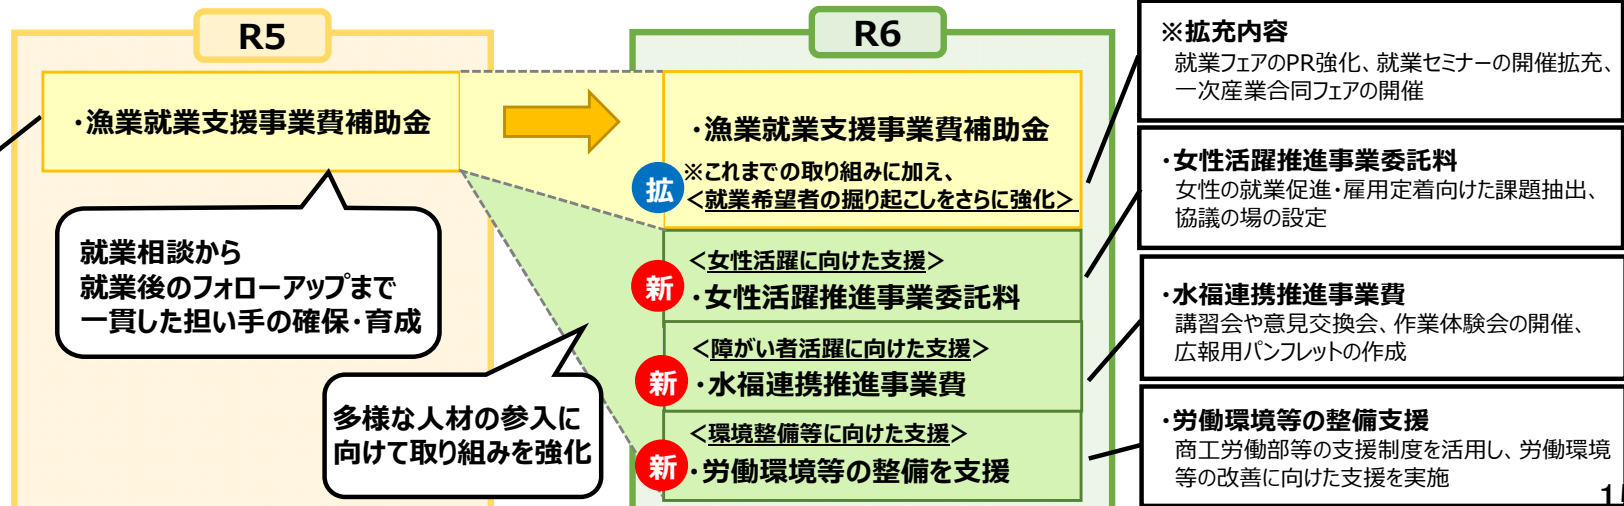 R5
・漁業就業支援事業費補助金
就業相談から
就業後のフォローアップまで
一貫した担い手の確保・育成
多様な人材の参入に
向けて取り組みを強化
R6
・漁業就業支援事業費補助金
拡
※これまでの取り組みに加え、
<就業希望者の掘り起こしをさらに強化>
<女性活躍に向けた支援>
新
・女性活躍推進事業委託料
<障がい者活躍に向けた支援>
新
・水福連携推進事業費
<環境整備等に向けた支援>
新
・労働環境等の整備を支援
※拡充内容
就業フェアのPR強化、就業セミナーの開催拡充、
一次産業合同フェアの開催
・女性活躍推進事業委託料
女性の就業促進・雇用定着向けた課題抽出、
協議の場の設定
・水福連携推進事業費
講習会や意見交換会、作業体験会の開催、
広報用パンフレットの作成
・労働環境等の整備支援
商工労働部等の支援制度を活用し、労働環境
等の改善に向けた支援を実施